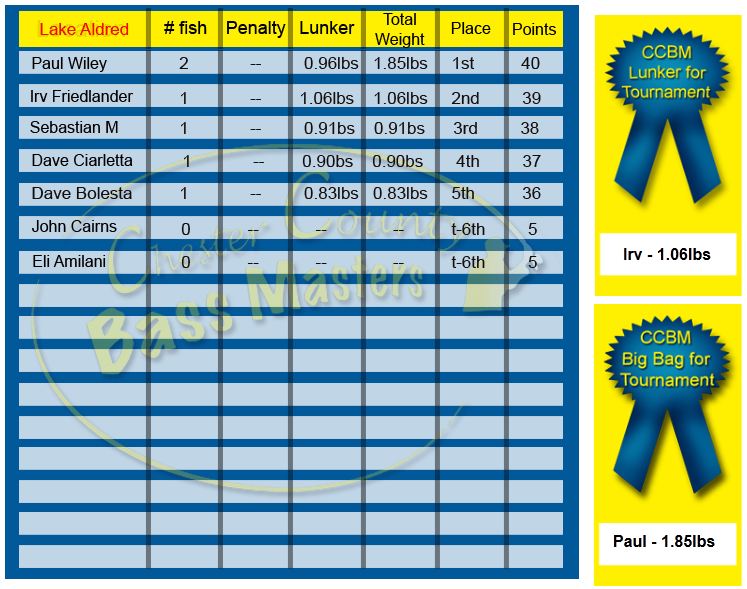 Lake Aldred # fish Penalty Lunker Total Weight Place Points
Paul Wiley 2 -- 0.96lbs 1.85lbs 1st 40
Irv Friedlander 1 -- 1.06lbs 1.06lbs 2nd 39
Sebastian M 1 -- 0.91bs 0.91bs 3rd 38
Dave Ciarletta 1 -- 0.90bs 0.90bs 4th 37
Dave Bolesta 1 -- 0.83lbs 0.83lbs 5th 36
John Cairns 0 -- -- -- t-6th 5
Eli Amilani 0 -- -- -- t-6th 5
Chester County
Bass Masters
CCBM
Lunker for
Tournament
Irv - 1.06lbs
CCBM
Big Bag for
Tournament
Paul - 1.85lbs